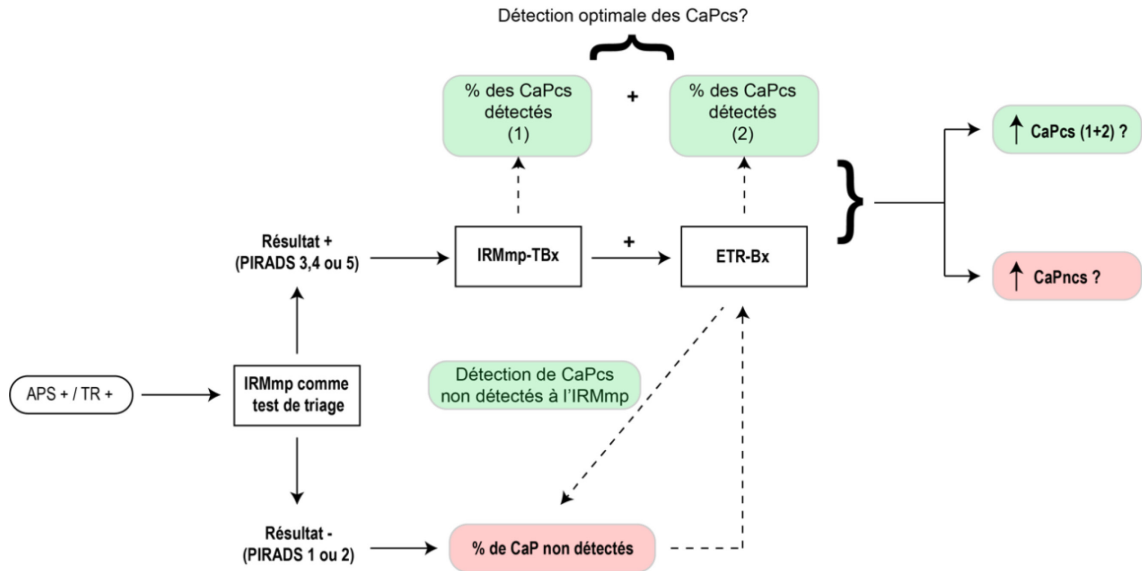 Détection optimale des CaPcs?
% des CaPcs
détectés
(1)
+
% des CaPcs
détectés
(2)
CaPcs (1+2) ?
Résultat +
(PIRADS 3,4 ou 5)
IRMmp-TBx
+
ETR-Bx
CaPncs ?
APS + / TR +
IRMmp comme
test de triage
Détection de CaPcs
non détectés à l'IRMmp
Résultat -
(PIRADS 1 ou 2)
% de CaP non détectés